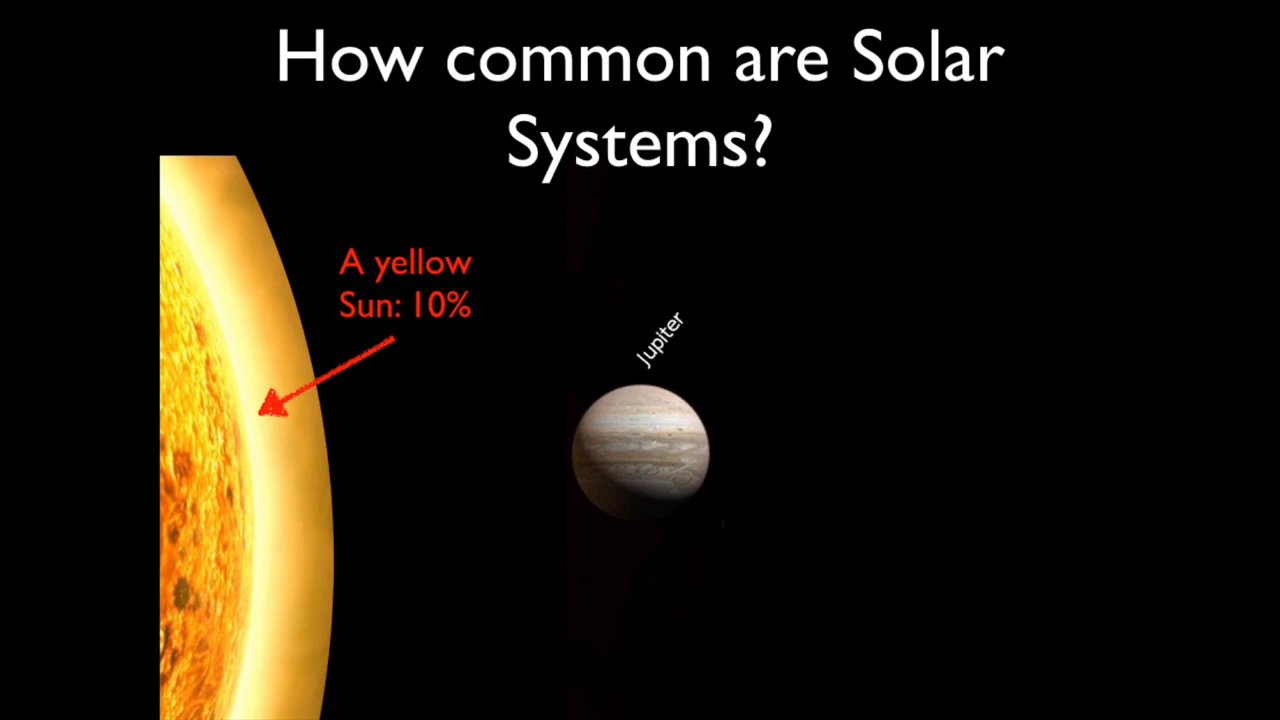 How common are Solar
Systems?
A yellow
Sun: 10%
Jupiter